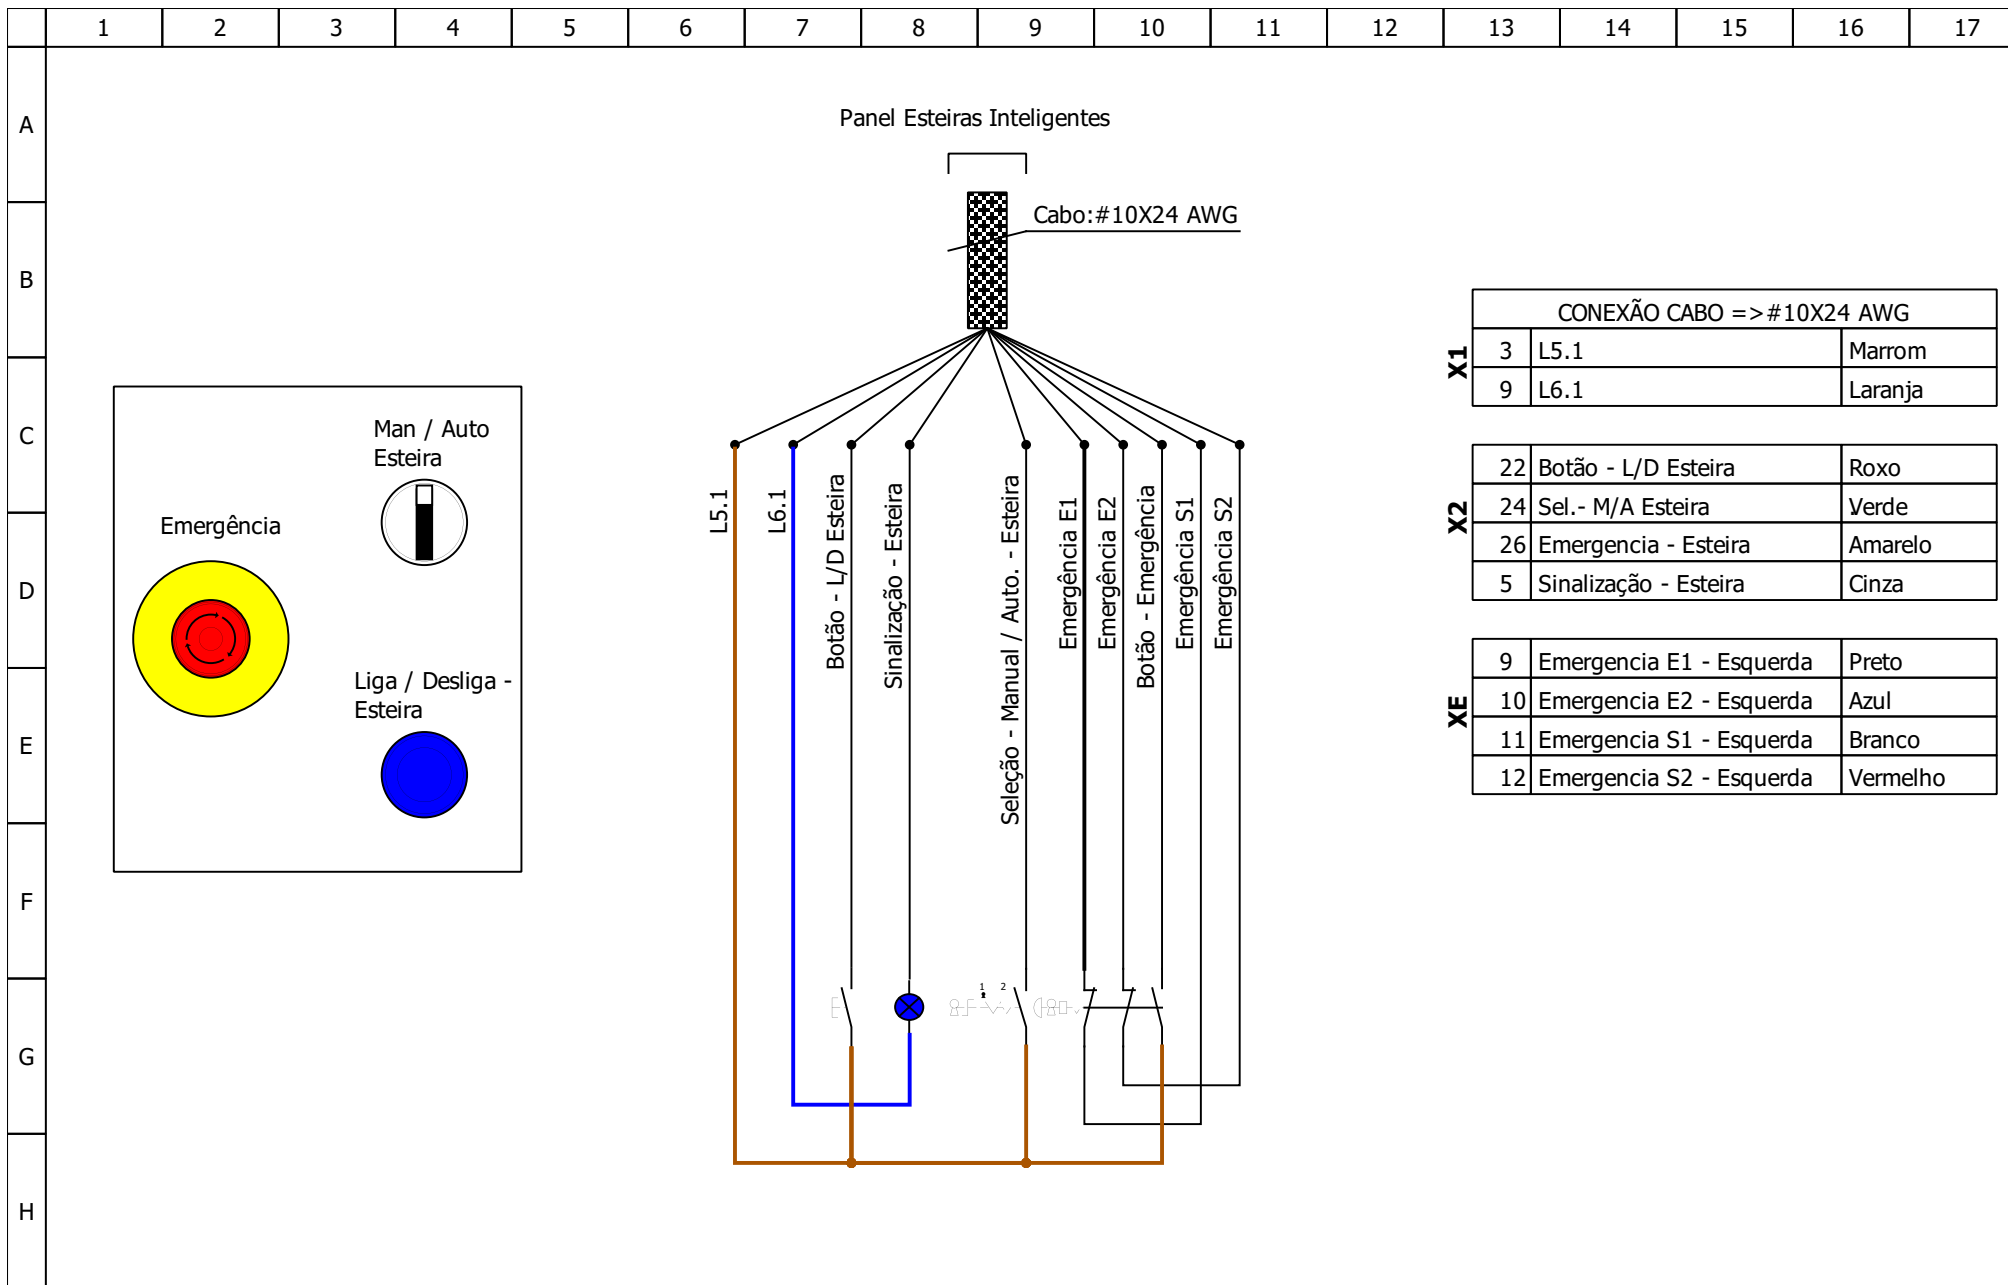 1 2 3 4 5 6 7 8 9 10 11 12 13 14 15 16 17
A
B
C
D
E
F
G
H
Panel Esteiras Inteligentes
Cabo:#10X24 AWG
Man / Auto
Esteira
Emergência
Liga / Desliga -
Esteira
L5.1
L6.1
Botão - L/D Esteira
Sinalização - Esteira
Seleção - Manual / Auto. - Esteira
Emergência E1
Emergência E2
Botão - Emergência
Emergência S1
Emergência S2
1 2
CONEXÃO CABO =>#10X24 AWG
X1
3 L5.1 Marrom
9 L6.1 Laranja
X2
22 Botão - L/D Esteira Roxo
24 Sel.- M/A Esteira Verde
26 Emergencia - Esteira Amarelo
5 Sinalização - Esteira Cinza
XE
9 Emergencia E1 - Esquerda Preto
10 Emergencia E2 - Esquerda Azul
11 Emergencia S1 - Esquerda Branco
12 Emergencia S2 - Esquerda Vermelho